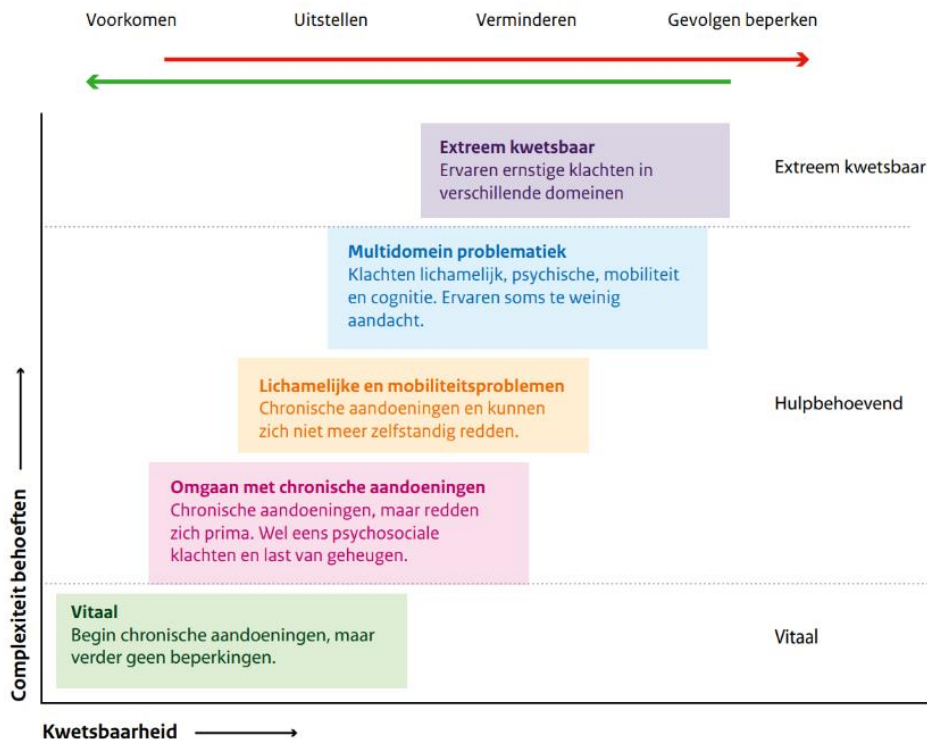 Voorkomen Uitstellen Verminderen Gevolgen beperken
Extreem kwetsbaar
Ervaren ernstige klachten in
verschillende domeinen
Extreem kwetsbaar
Multidomein problematiek
Klachten lichamelijk, psychische, mobiliteit
en cognitie. Ervaren soms te weinig
aandacht.
Lichamelijke en mobiliteitsproblemen
Chronische aandoeningen en kunnen
zich niet meer zelfstandig redden.
Hulpbehoevend
Omgaan met chronische aandoeningen
Chronische aandoeningen, maar redden
zich prima. Wel eens psychosociale
klachten en last van geheugen.
Vitaal
Begin chronische aandoeningen, maar
verder geen beperkingen.
Vitaal
Complexiteit behoeften
Kwetsbaarheid